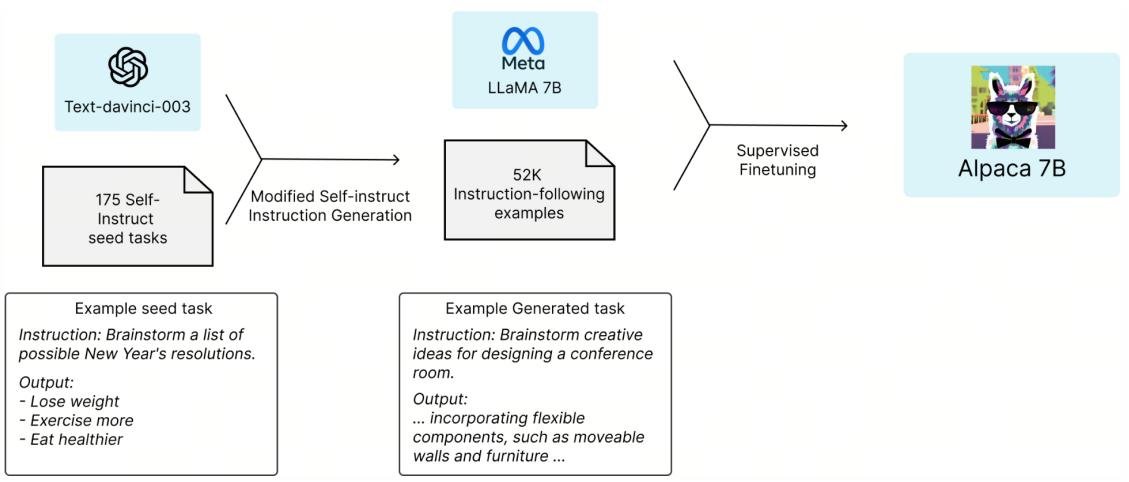 Text-davinci-003
175 Self-
Instruct
seed tasks
Modified Self-instruct
Instruction Generation
Meta
LLaMA 7B
52K
Instruction-following
examples
Supervised
Finetuning
Alpaca 7B
Example seed task
Instruction: Brainstorm a list of
possible New Year's resolutions.
Output:
- Lose weight
- Exercise more
- Eat healthier
Example Generated task
Instruction: Brainstorm creative
ideas for designing a conference
room.
Output:
... incorporating flexible
components, such as moveable
walls and furniture ...